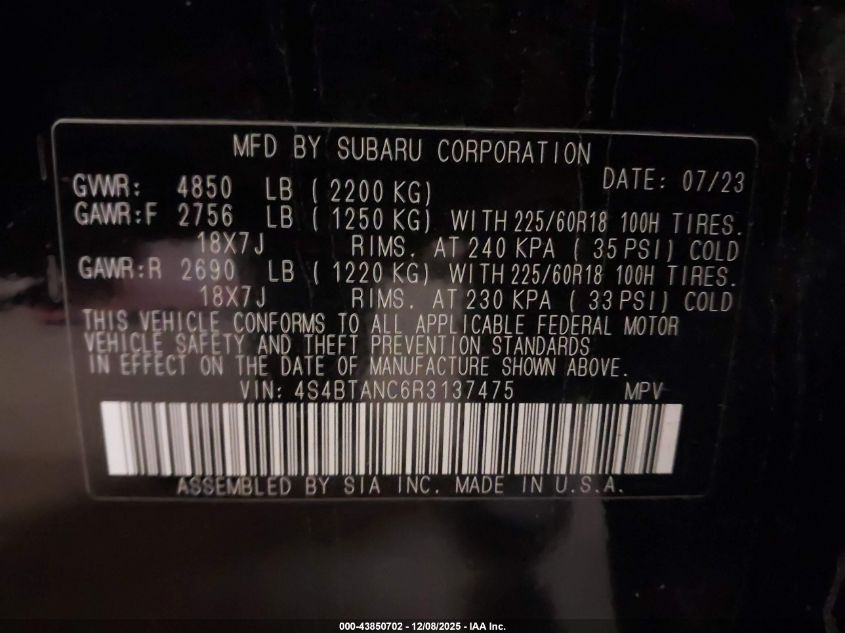 MFD BY SUBARU CORPORATION
DATE: 07/23
GVWR: 4850 LB ( 2200 KG)
GAWR:F 2756 LB ( 1250 KG) WITH 225/60R18 100H TIRES.
18X7J RIMS. AT 240 KPA ( 35 PSI) COLD
GAWR:R 2690 LB ( 1220 KG) WITH 225/60R18 100H TIRES.
18X7J RIMS. AT 230 KPA ( 33 PSI) COLD
THIS VEHICLE CONFORMS TO ALL APPLICABLE FEDERAL MOTOR
VEHICLE SAFETY AND THEFT PREVENTION STANDARDS
IN EFFECT ON THE DATE OF MANUFACTURE SHOWN ABOVE.
VIN: 4S4BTANC6R3137475 MPV
ASSEMBLED BY SIA INC. MADE IN U.S.A.
000-43850702 - 12/08/2025 - IAA Inc.